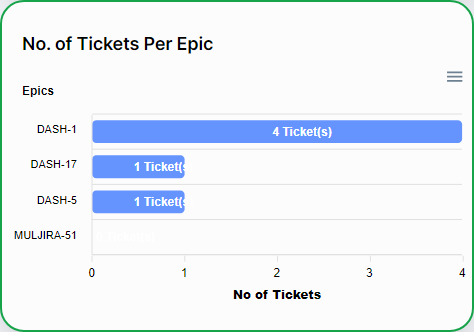 No. of Tickets Per Epic
Epics
DASH-1
4 Ticket(s)
DASH-17
1 Ticket(s
DASH-5
1 Ticket(s
MULJIRA-51
0 1 2 3 4
No of Tickets